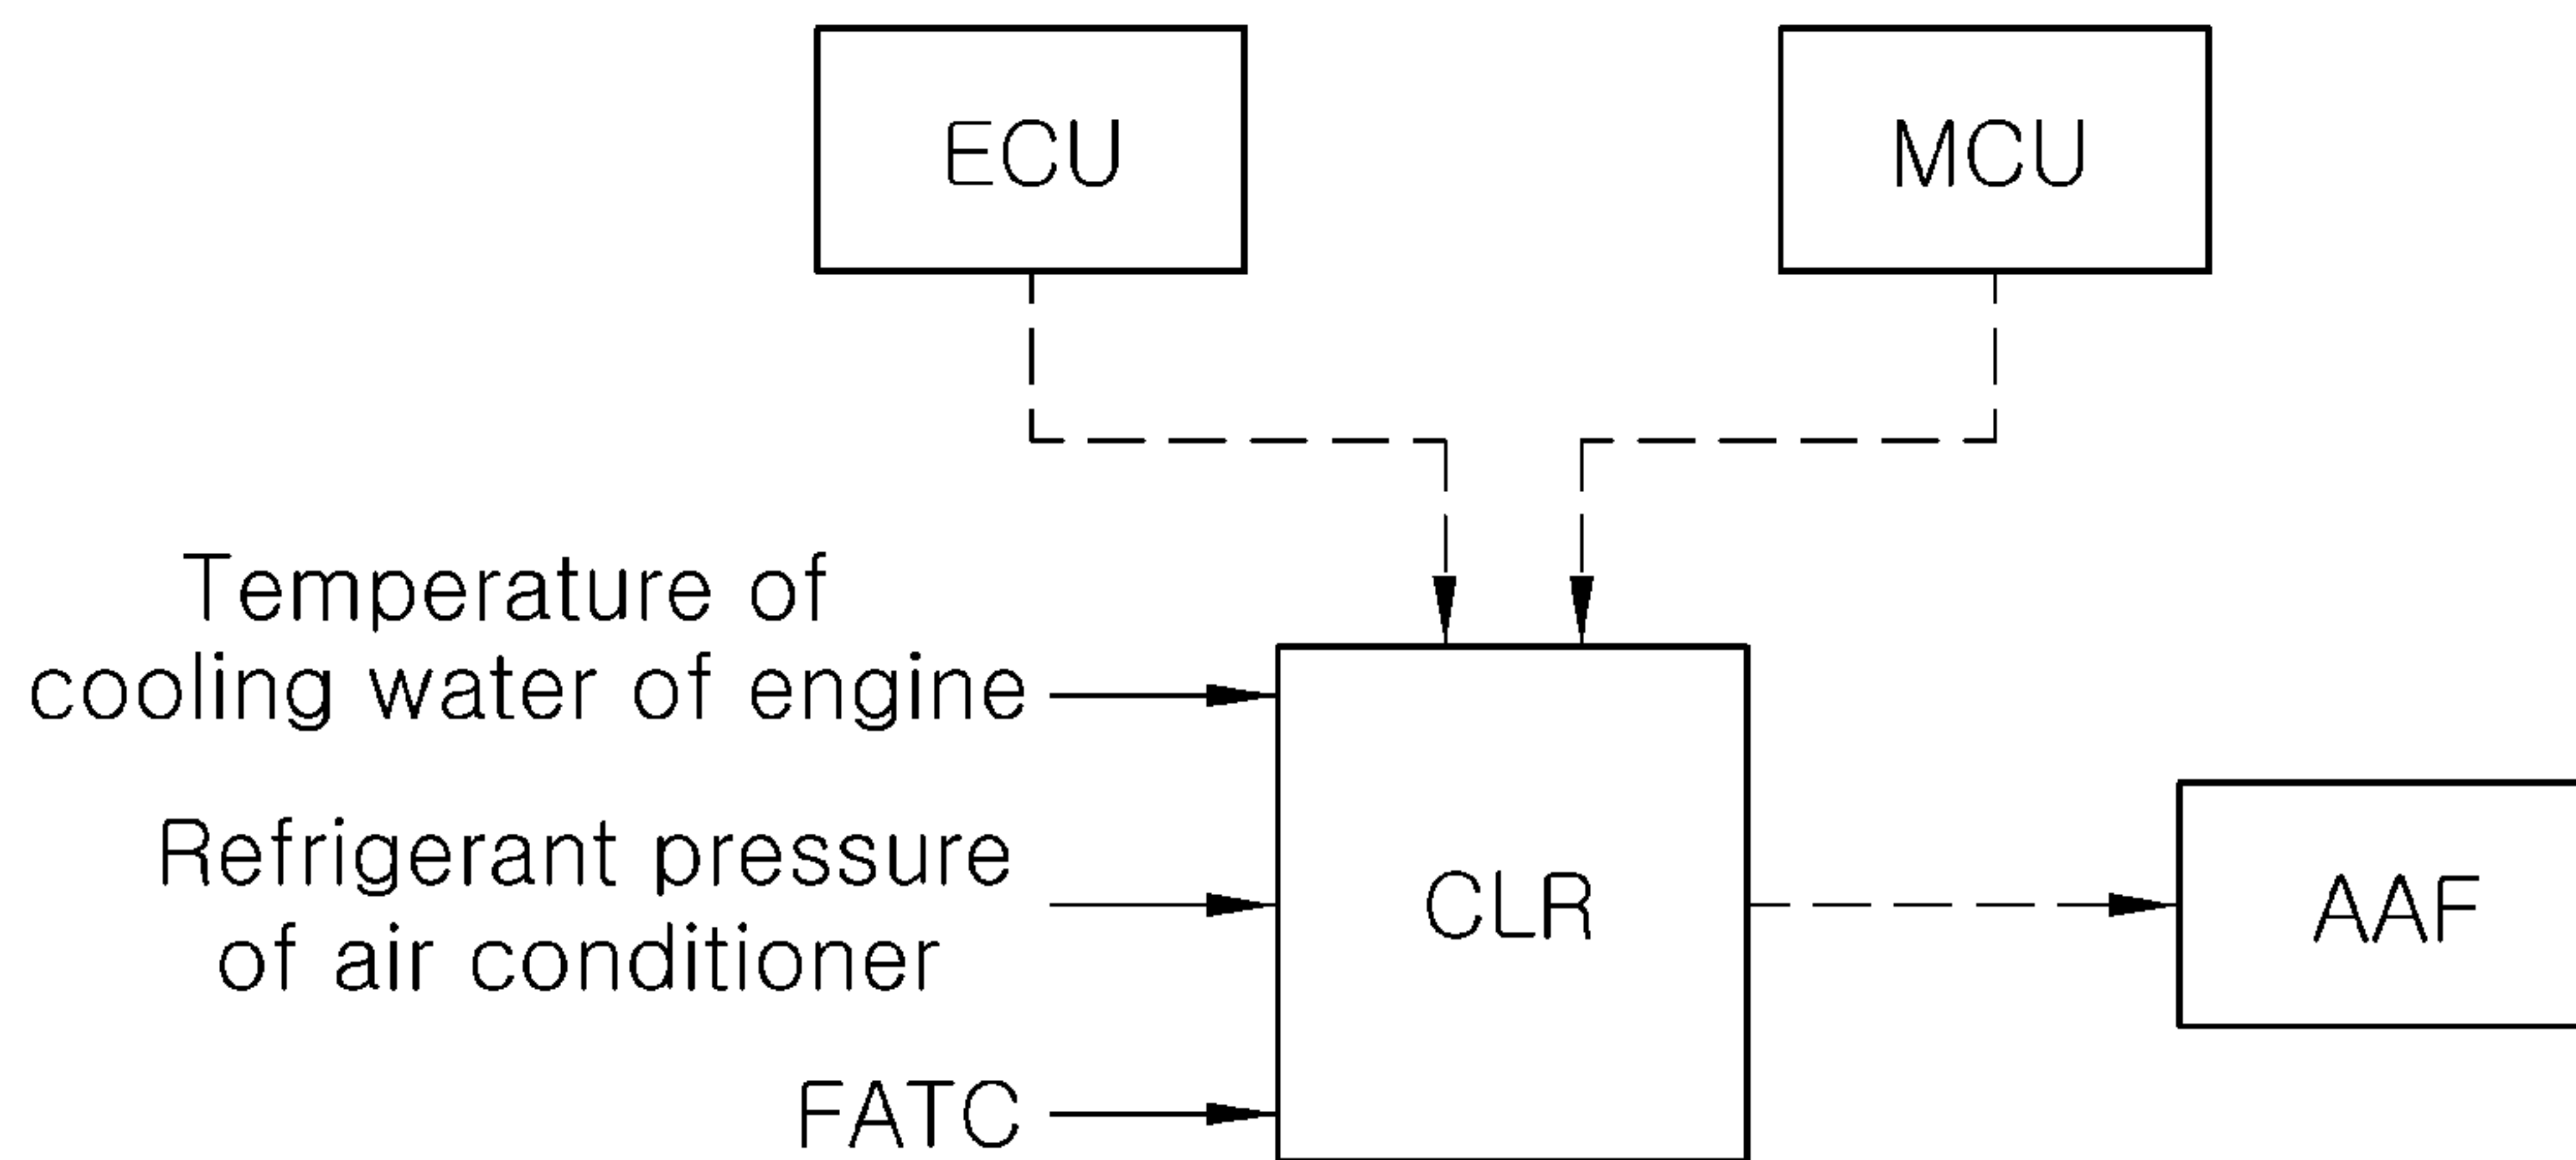 ECU
MCU
Temperature of
cooling water of engine
Refrigerant pressure
of air conditioner
CLR
AAF
FATC